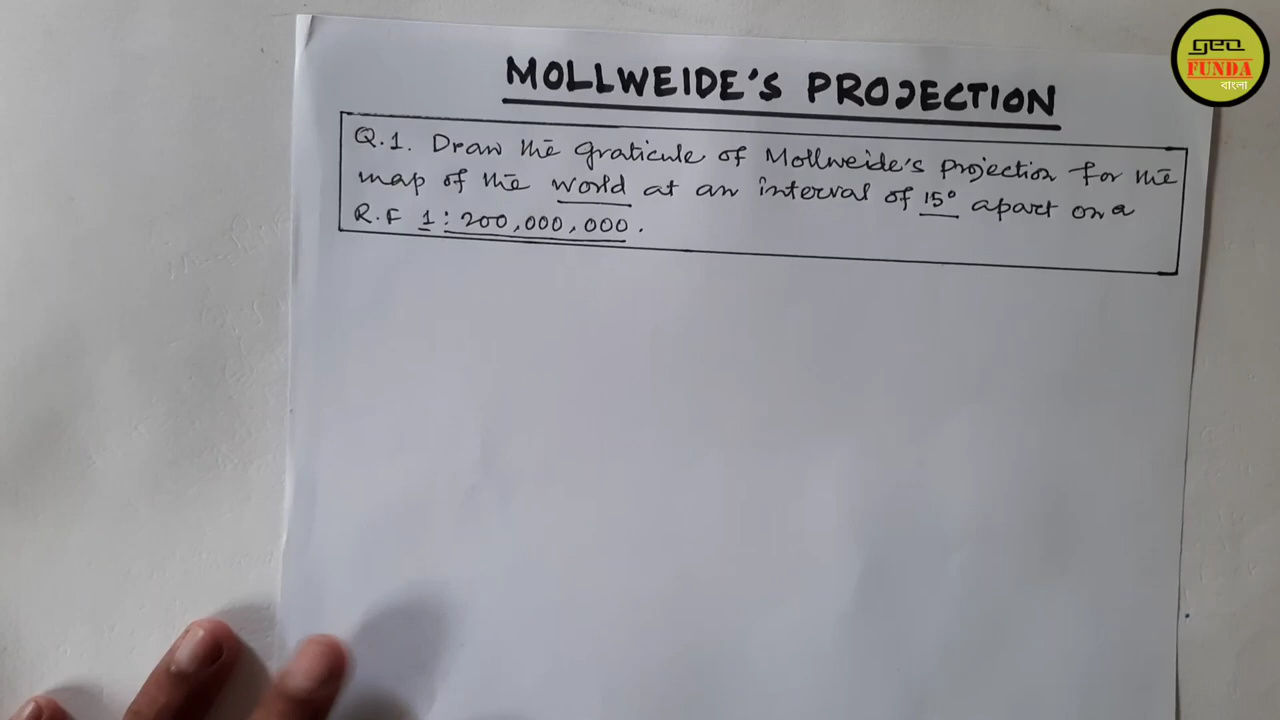 geo
FUNDA
বাংলা
MOLLWEIDE'S PROJECTION
Q.1. Draw the graticule of Mollweide's projection for the
map of the world at an interval of 15° apart on a
R.F 1 : 200,000,000.